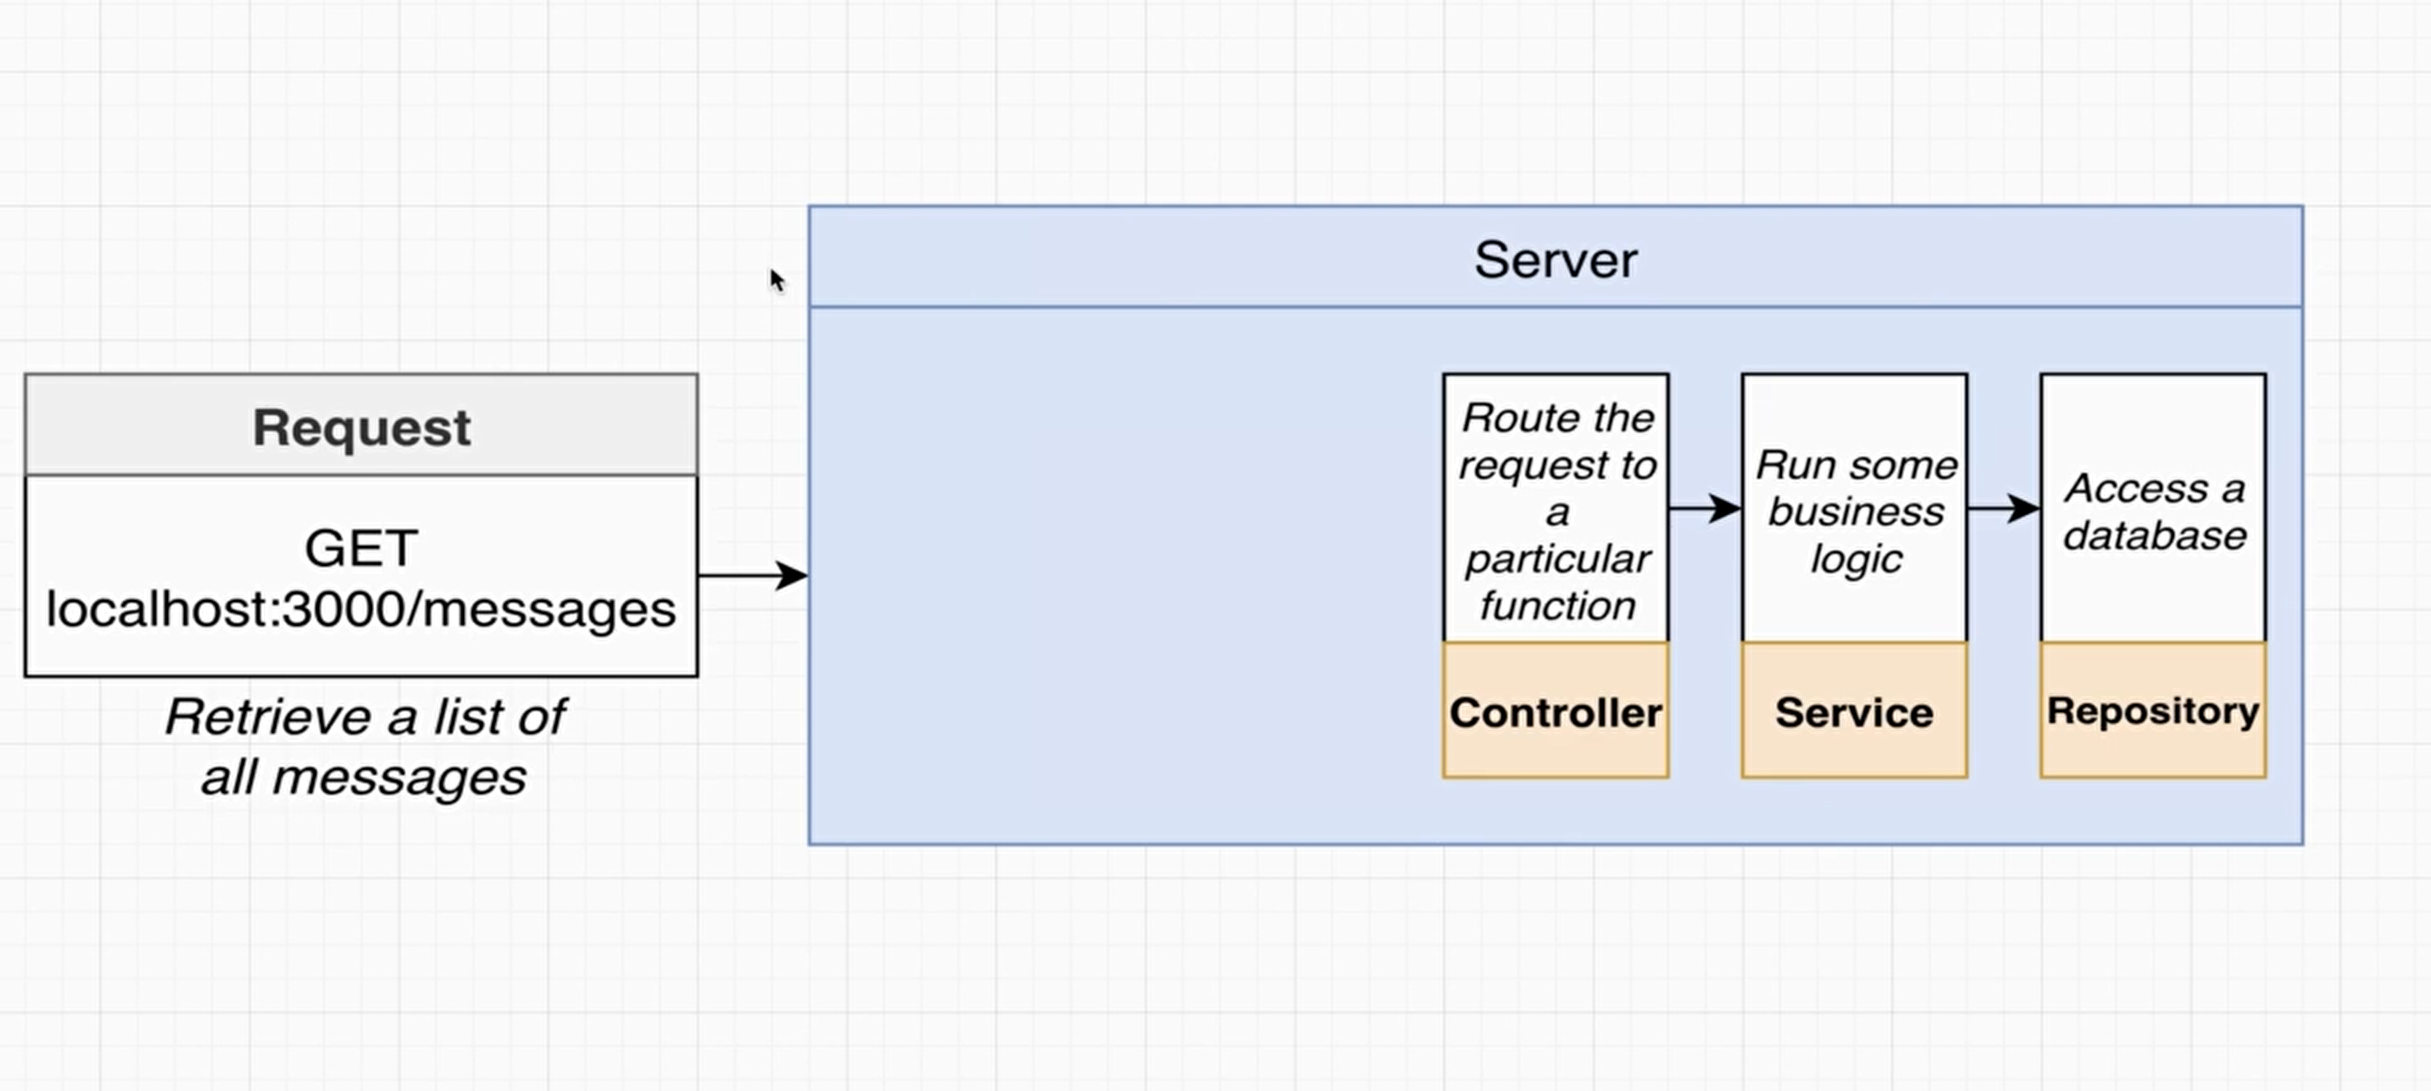 Server
Request
GET
localhost:3000/messages
Retrieve a list of
all messages
Route the
request to
a
particular
function
Controller
Run some
business
logic
Service
Access a
database
Repository